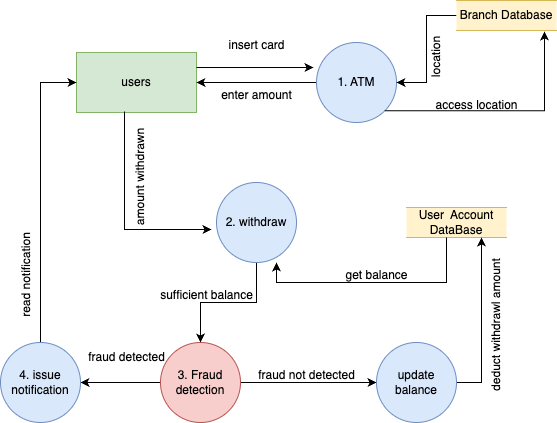 Branch Database
insert card
location
users
1. ATM
enter amount
access location
amount withdrawn
2. withdraw
User Account
DataBase
get balance
read notification
sufficient balance
deduct withdrawl amount
fraud detected
4. issue
notification
3. Fraud
detection
fraud not detected
update
balance